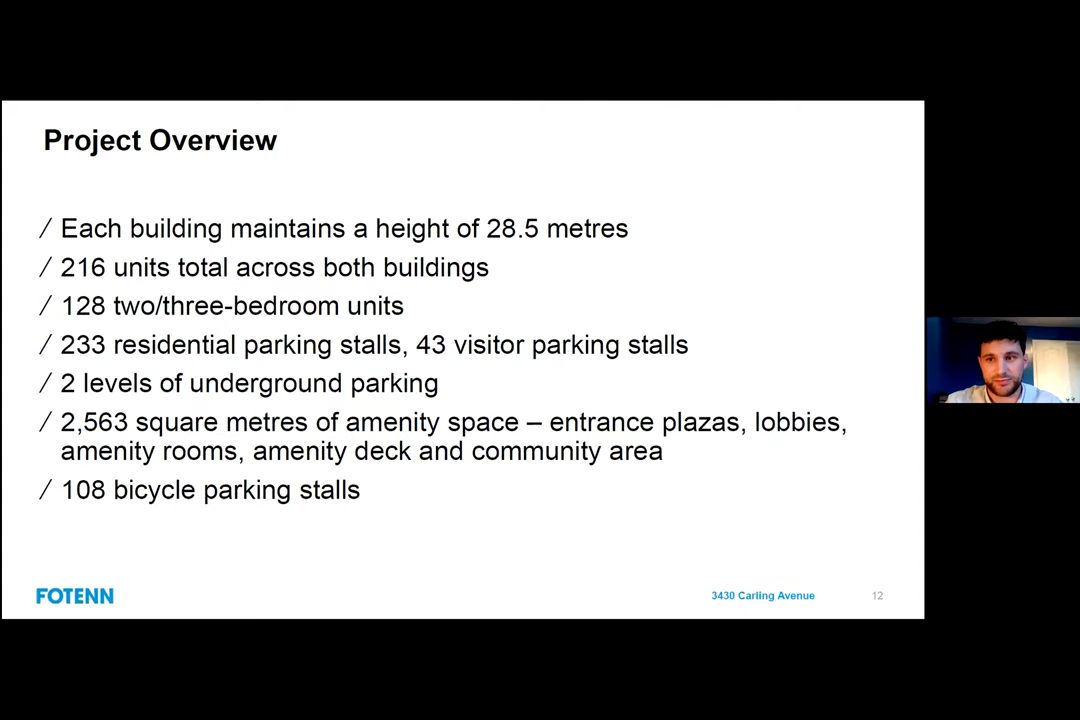 Project Overview
/ Each building maintains a height of 28.5 metres
/ 216 units total across both buildings
/ 128 two/three-bedroom units
/ 233 residential parking stalls, 43 visitor parking stalls
/ 2 levels of underground parking
/ 2,563 square metres of amenity space – entrance plazas, lobbies,
amenity rooms, amenity deck and community area
/ 108 bicycle parking stalls
FOTENN
3430 Carling Avenue
12